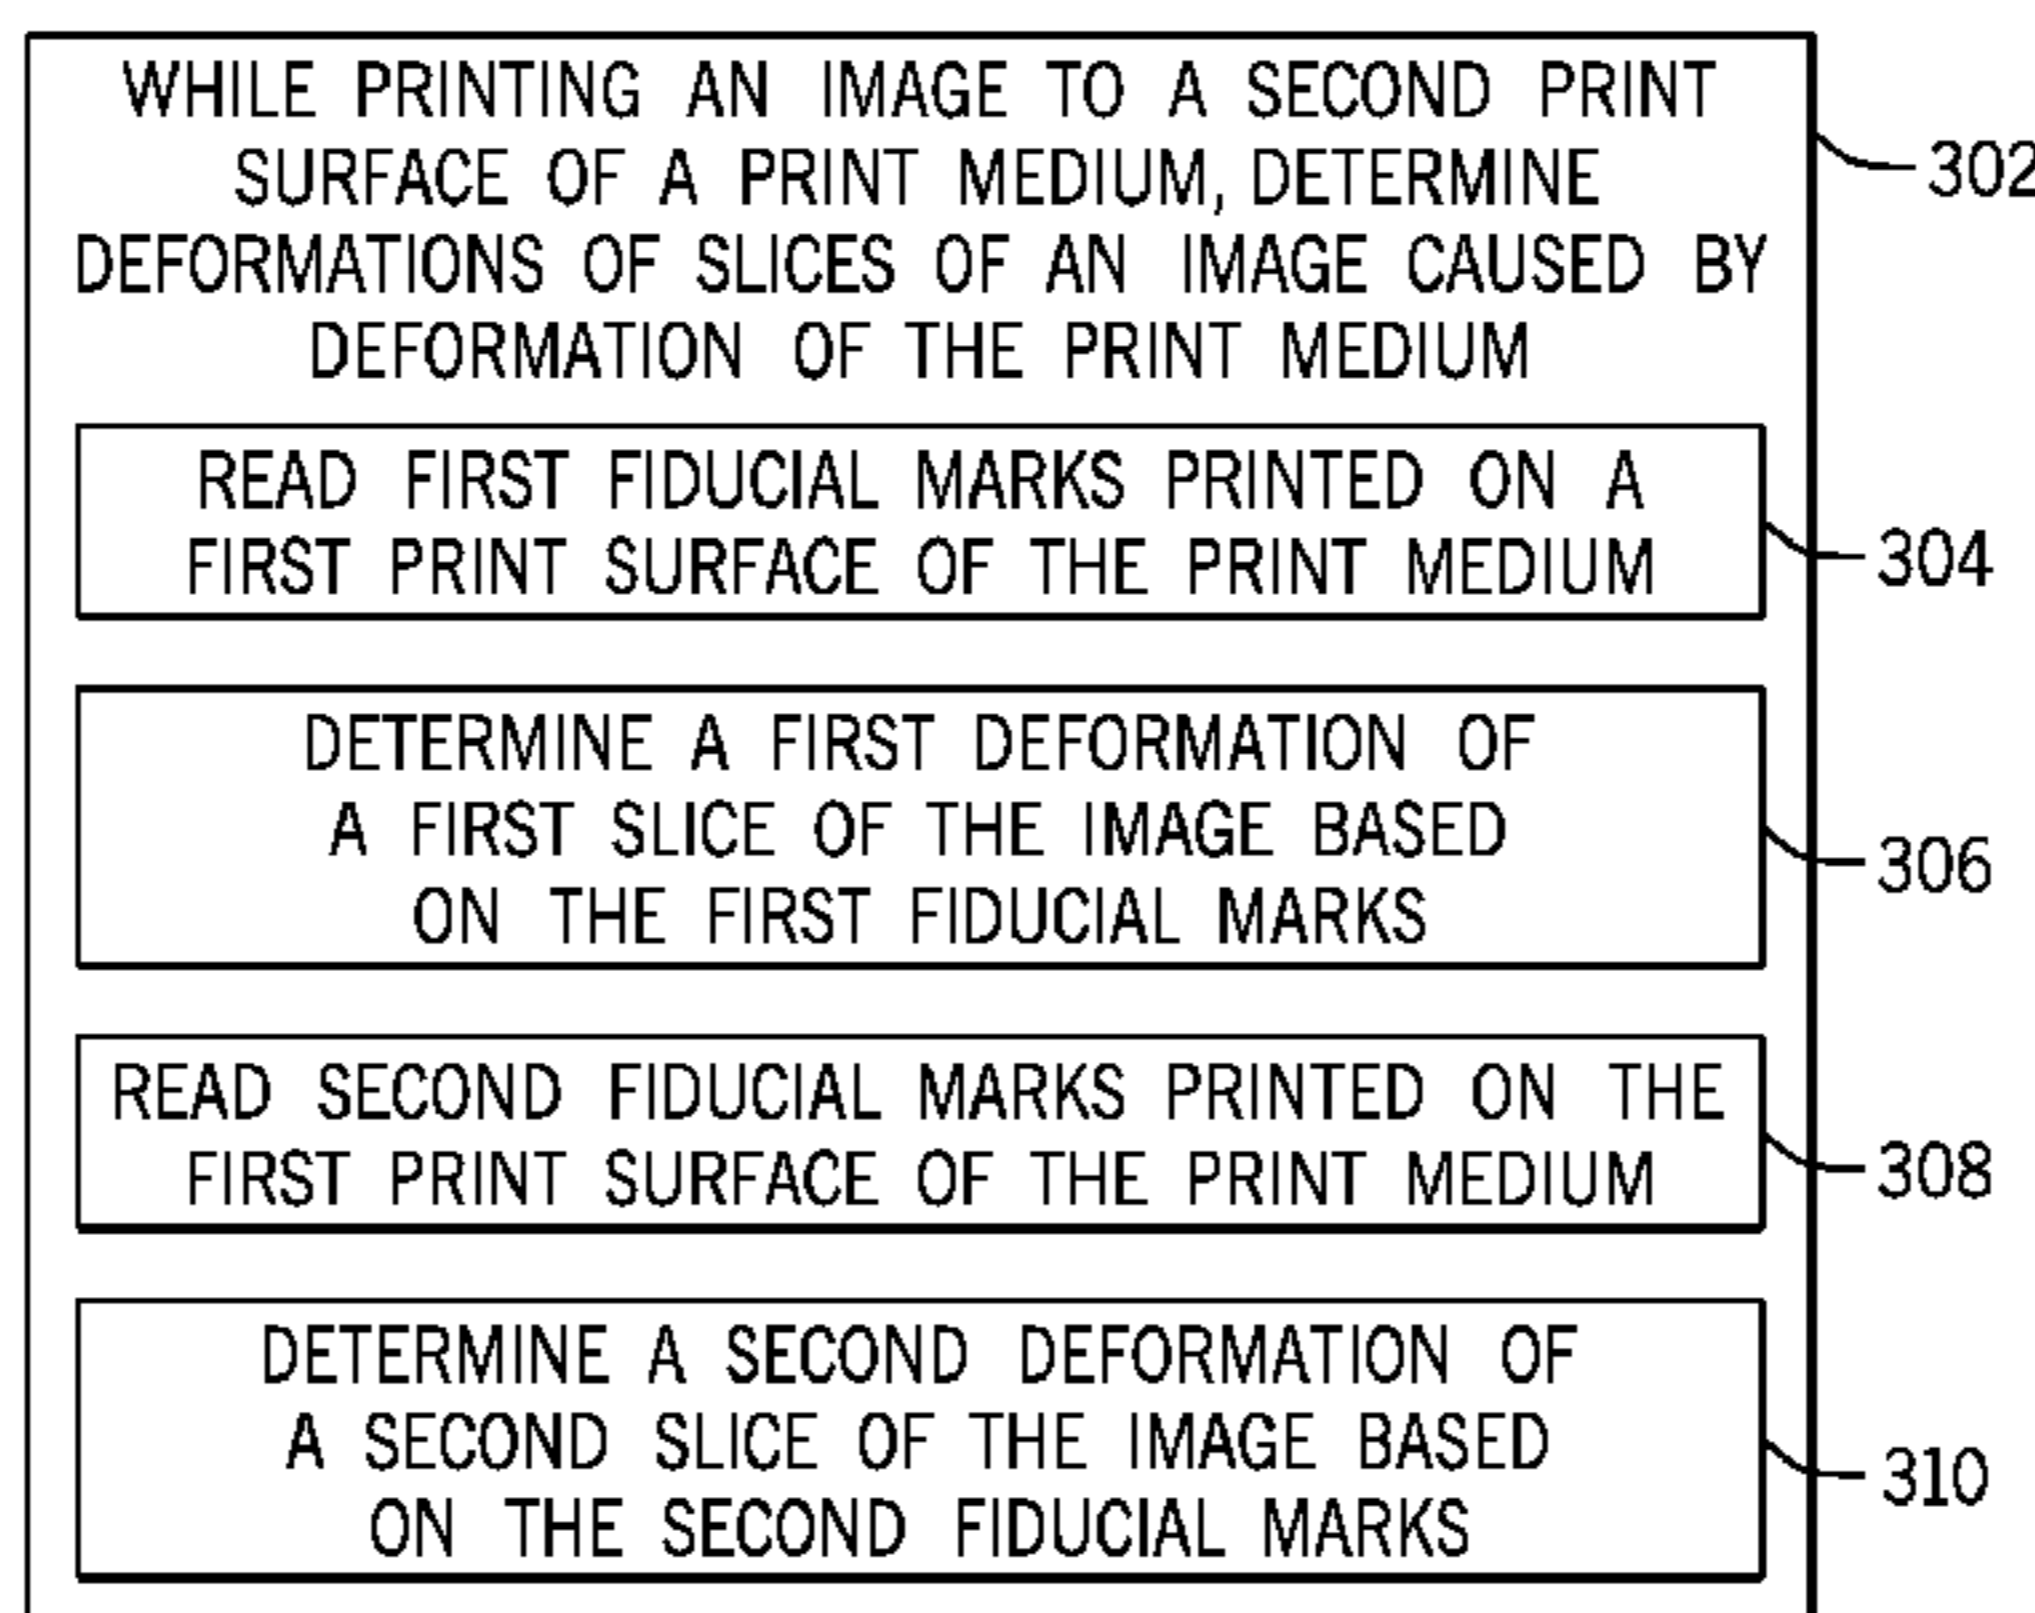 WHILE PRINTING AN IMAGE TO A SECOND PRINT
SURFACE OF A PRINT MEDIUM, DETERMINE
DEFORMATIONS OF SLICES OF AN IMAGE CAUSED BY
DEFORMATION OF THE PRINT MEDIUM
302
READ FIRST FIDUCIAL MARKS PRINTED ON A
FIRST PRINT SURFACE OF THE PRINT MEDIUM
304
DETERMINE A FIRST DEFORMATION OF
A FIRST SLICE OF THE IMAGE BASED
ON THE FIRST FIDUCIAL MARKS
306
READ SECOND FIDUCIAL MARKS PRINTED ON THE
FIRST PRINT SURFACE OF THE PRINT MEDIUM
308
DETERMINE A SECOND DEFORMATION OF
A SECOND SLICE OF THE IMAGE BASED
ON THE SECOND FIDUCIAL MARKS
310